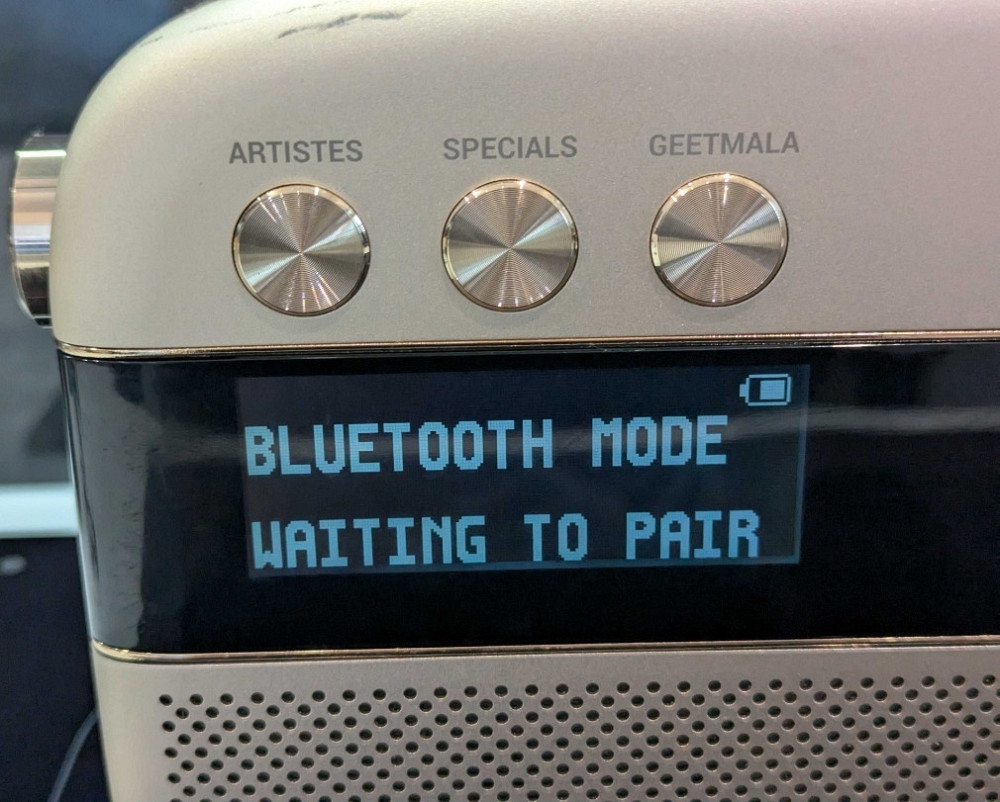 ARTISTES SPECIALS GEETMALA
BLUETOOTH MODE
WAITING TO PAIR